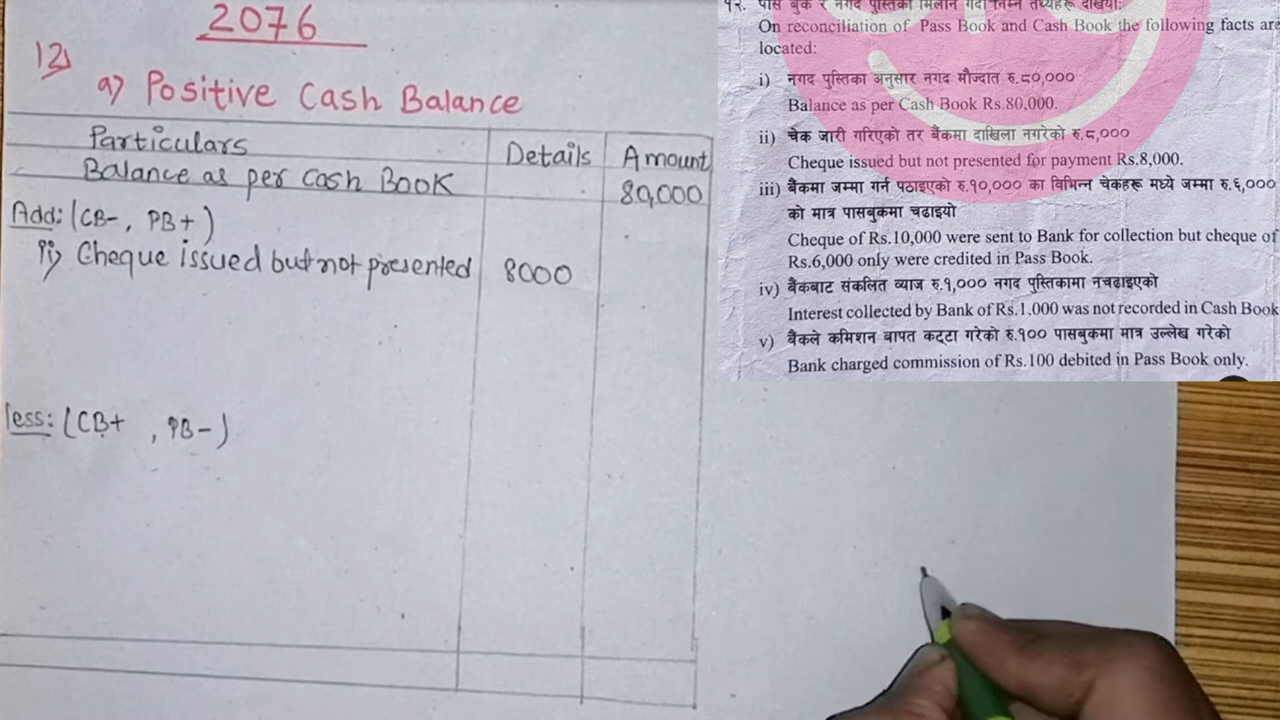 2076
12)
a) Positive Cash Balance
Particulars Details Amount
Balance as per Cash Book 80,000
Add: (CB-, PB+)
ii) Cheque issued but not presented 8000
less: (CB+ , PB-)
१२. पास बुक र नगद पुस्तिका मिलान गर्दा निम्न तथ्यहरू देखियो:
On reconciliation of Pass Book and Cash Book the following facts are
located:
i) नगद पुस्तिका अनुसार नगद मौज्दात रु.८०,०००
Balance as per Cash Book Rs.80,000.
ii) चेक जारी गरिएको तर बैंकमा दाखिला नगरेको रु.८,०००
Cheque issued but not presented for payment Rs.8,000.
iii) बैंकमा जम्मा गर्न पठाइएको रु.१०,००० का विभिन्न चेकहरू मध्ये जम्मा रु.६,०००
को मात्र पासबुकमा चढाइयो
Cheque of Rs.10,000 were sent to Bank for collection but cheque of
Rs.6,000 only were credited in Pass Book.
iv) बैंकबाट संकलित व्याज रु.१,००० नगद पुस्तिकामा नचढाइएको
Interest collected by Bank of Rs.1,000 was not recorded in Cash Book
v) बैंकले कमिशन बापत कट्टा गरेको रु.१०० पासबुकमा मात्र उल्लेख गरेको
Bank charged commission of Rs.100 debited in Pass Book only.